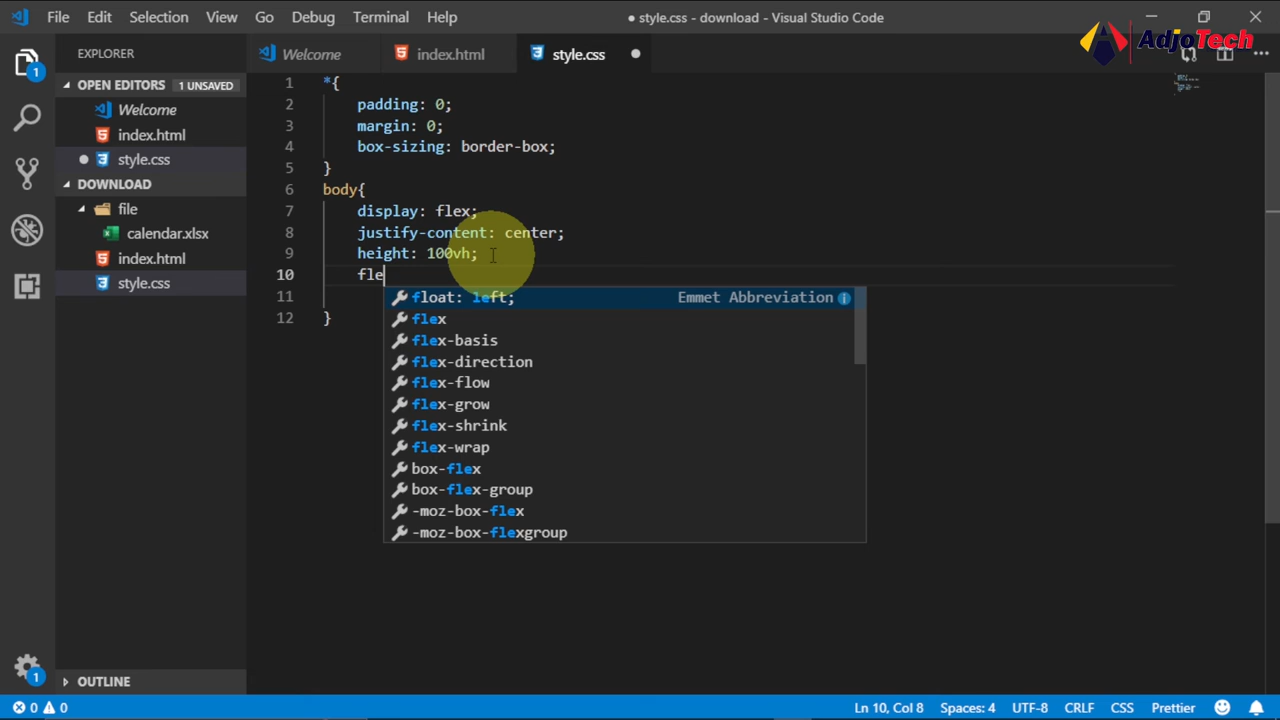 File Edit Selection View Go Debug Terminal Help
● style.css - download - Visual Studio Code
AdjoTech
EXPLORER
Welcome index.html style.css
OPEN EDITORS 1 UNSAVED
Welcome
index.html
style.css
DOWNLOAD
file
calendar.xlsx
index.html
style.css
OUTLINE
1 *{
2 padding: 0;
3 margin: 0;
4 box-sizing: border-box;
5 }
6 body{
7 display: flex;
8 justify-content: center;
9 height: 100vh;
10 fle
11
12 }
float: left; Emmet Abbreviation
flex
flex-basis
flex-direction
flex-flow
flex-grow
flex-shrink
flex-wrap
box-flex
box-flex-group
-moz-box-flex
-moz-box-flexgroup
1
1
0 0 Ln 10, Col 8 Spaces: 4 UTF-8 CRLF CSS Prettier